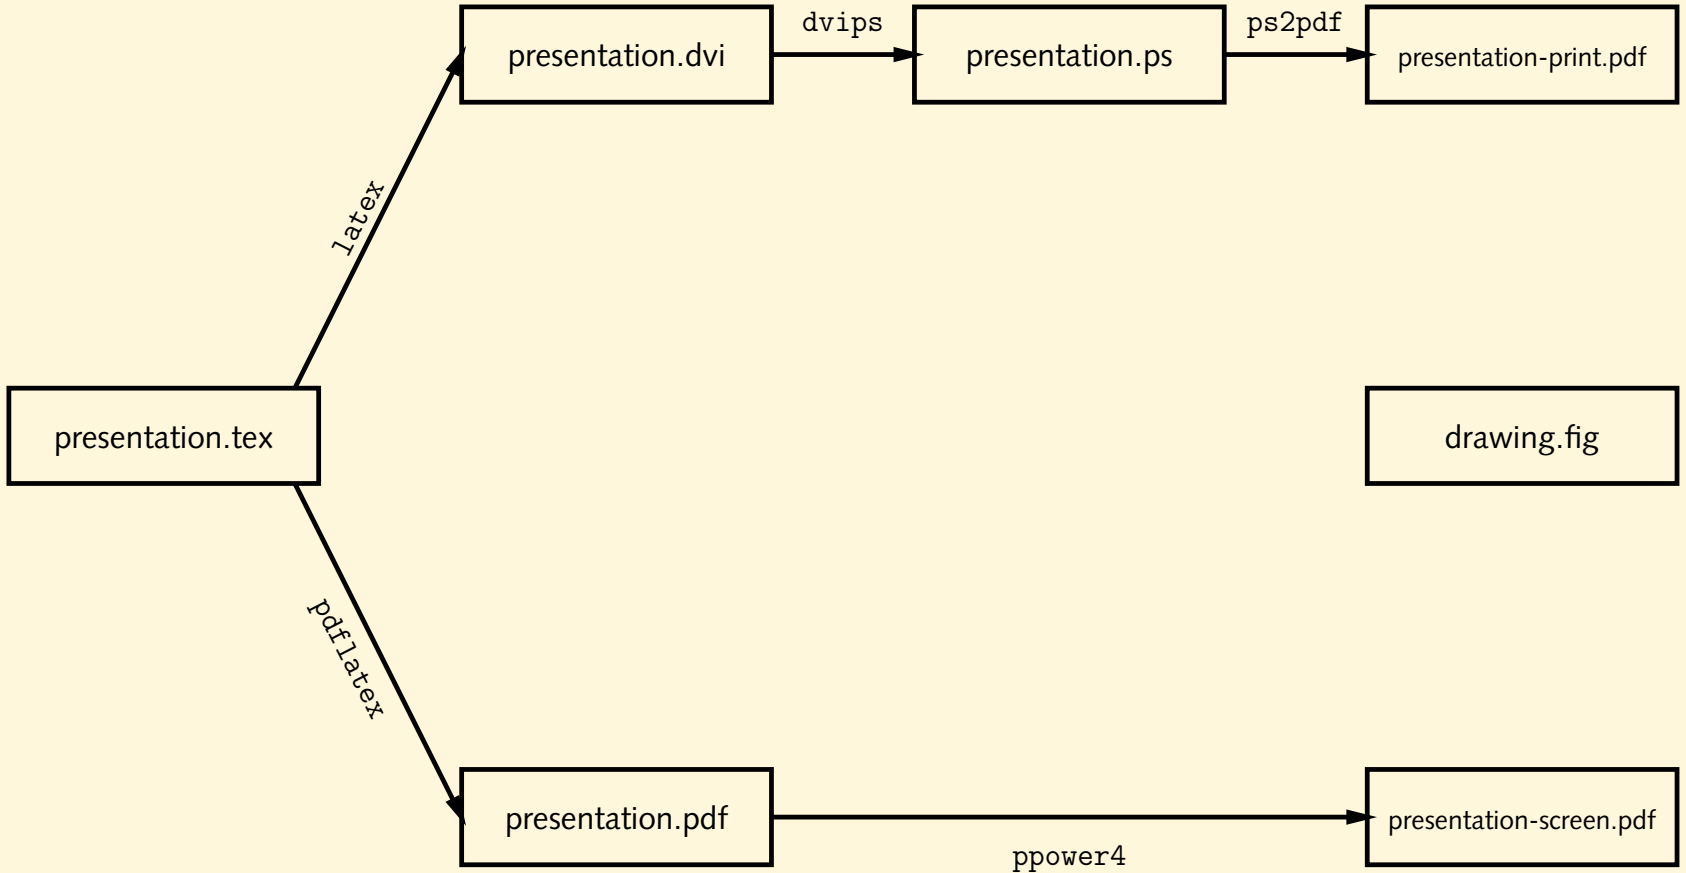 dvips
ps2pdf
presentation.dvi
presentation.ps
presentation-print.pdf
latex
presentation.tex
drawing.fig
pdflatex
presentation.pdf
presentation-screen.pdf
ppower4